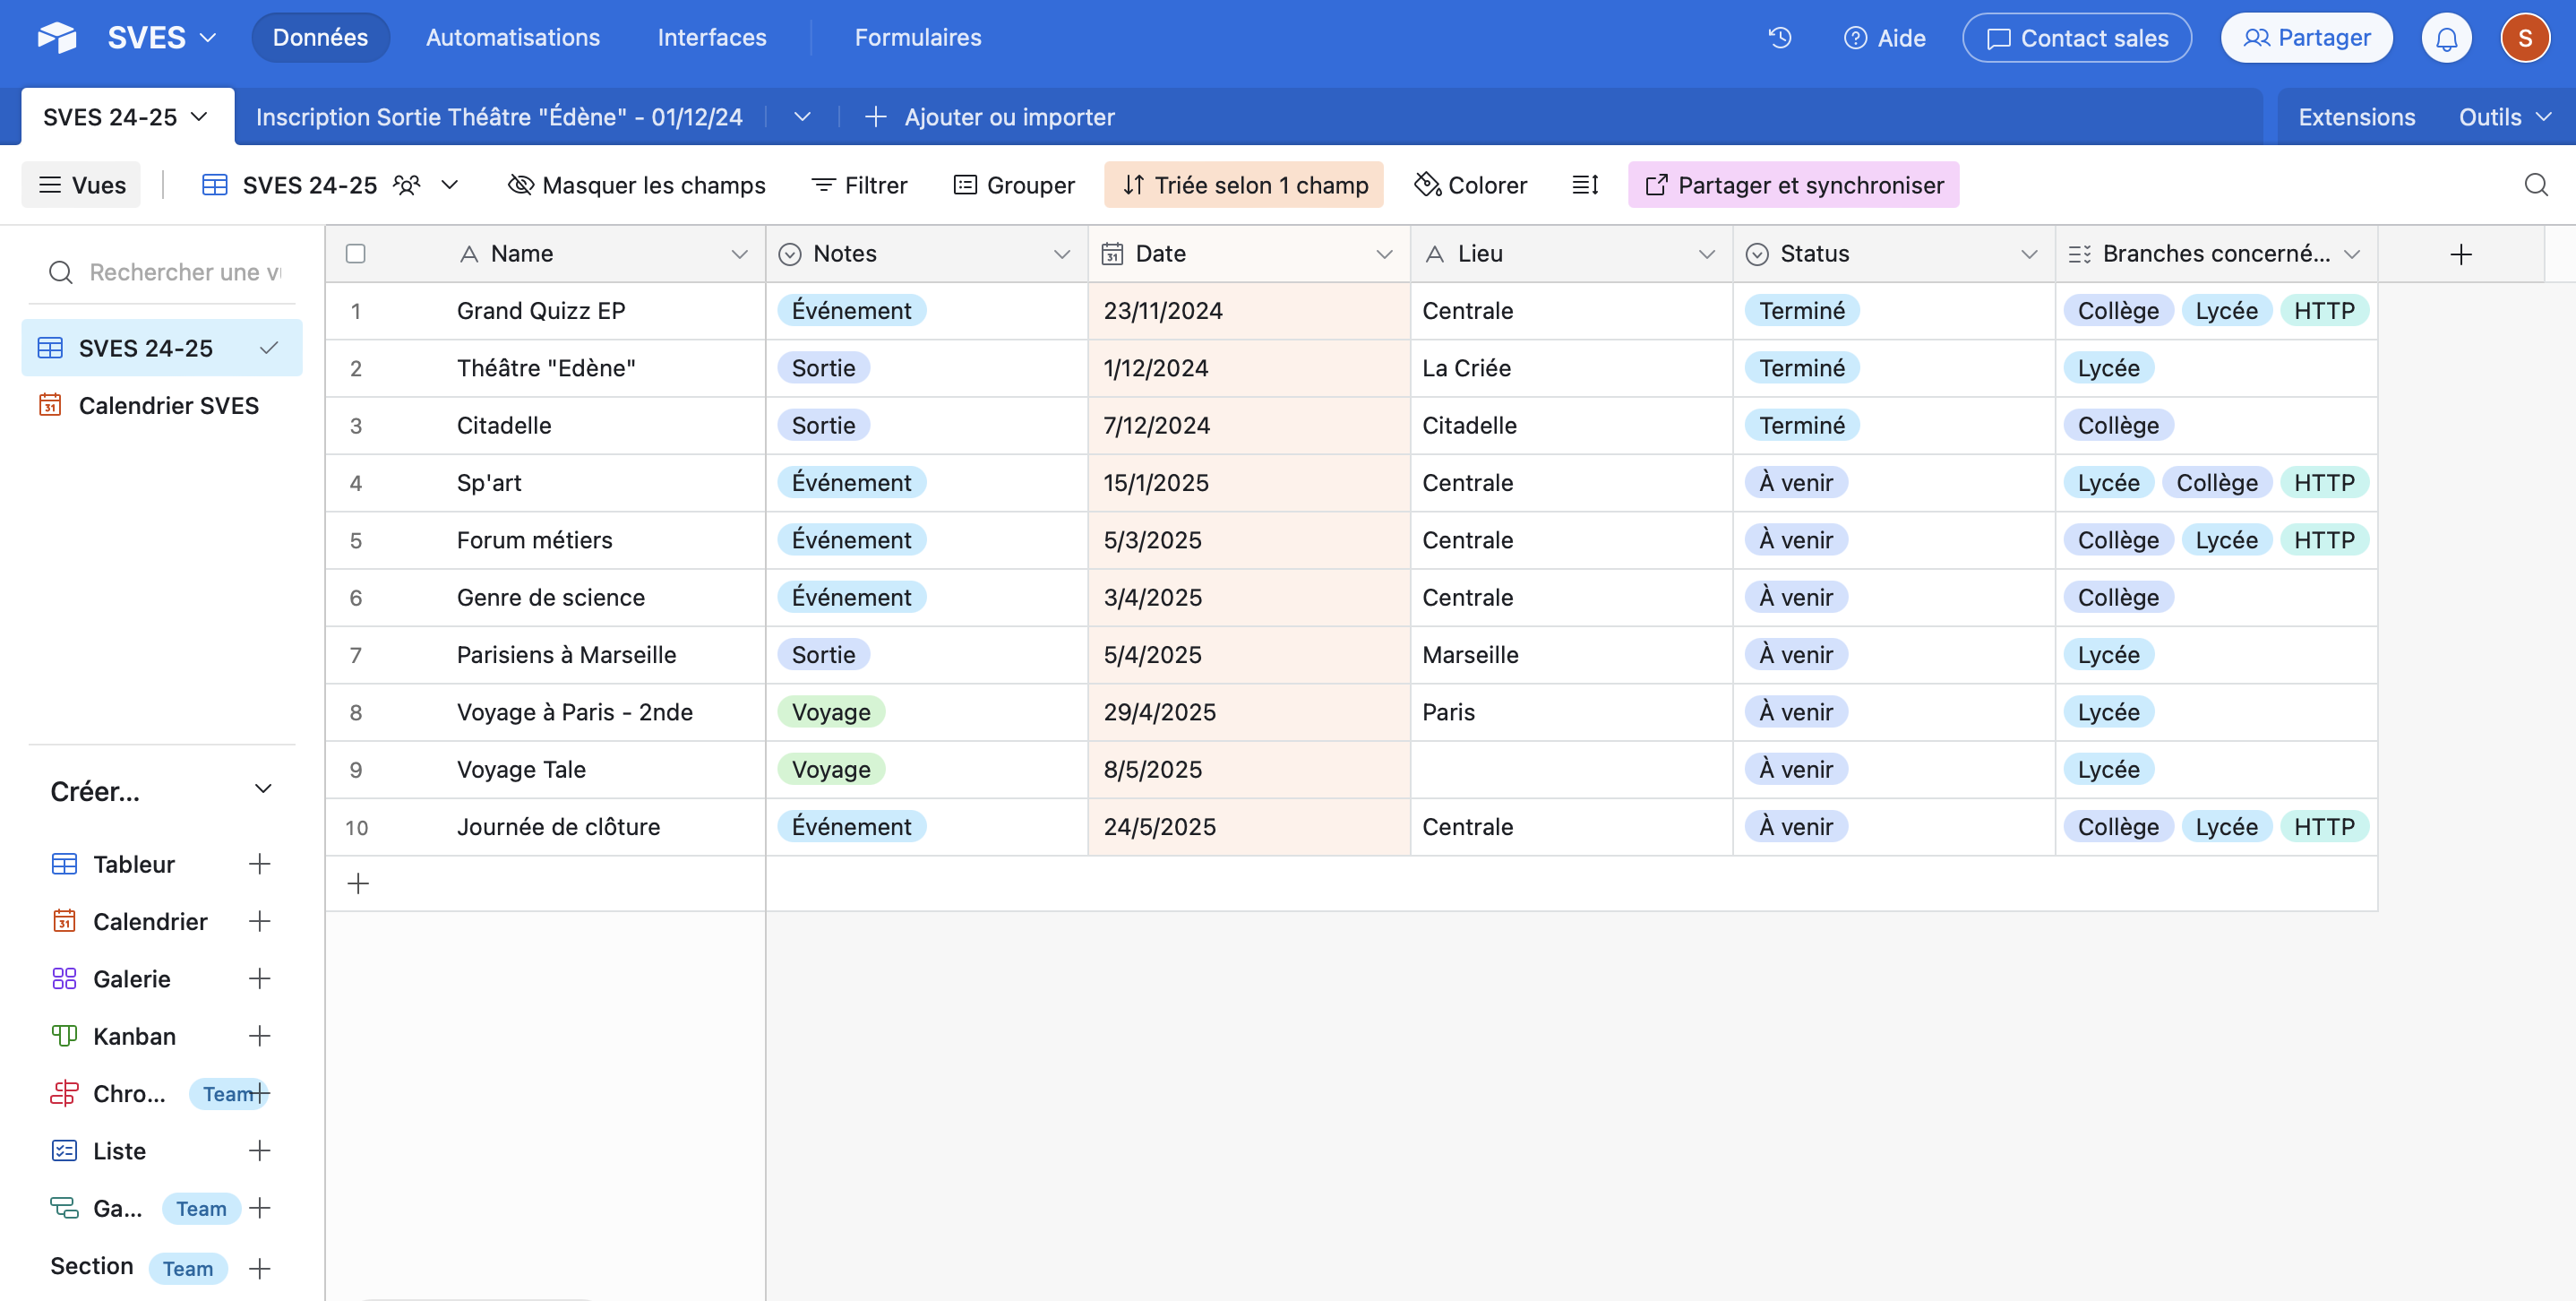 SVES Données Automatisations Interfaces Formulaires Aide Contact sales Partager S
SVES 24-25 Inscription Sortie Théâtre "Édène" - 01/12/24 Ajouter ou importer Extensions Outils
Vues SVES 24-25 Masquer les champs Filtrer Grouper Triée selon 1 champ Colorer Partager et synchroniser
Rechercher une v
SVES 24-25
31 Calendrier SVES
Créer...
Tableur
31 Calendrier
Galerie
Kanban
Chro... Team
Liste
Ga... Team
Section Team
Name Notes 31 Date Lieu Status Branches concerné...
1 Grand Quizz EP Événement 23/11/2024 Centrale Terminé Collège Lycée HTTP
2 Théâtre "Edène" Sortie 1/12/2024 La Criée Terminé Lycée
3 Citadelle Sortie 7/12/2024 Citadelle Terminé Collège
4 Sp'art Événement 15/1/2025 Centrale À venir Lycée Collège HTTP
5 Forum métiers Événement 5/3/2025 Centrale À venir Collège Lycée HTTP
6 Genre de science Événement 3/4/2025 Centrale À venir Collège
7 Parisiens à Marseille Sortie 5/4/2025 Marseille À venir Lycée
8 Voyage à Paris - 2nde Voyage 29/4/2025 Paris À venir Lycée
9 Voyage Tale Voyage 8/5/2025 À venir Lycée
10 Journée de clôture Événement 24/5/2025 Centrale À venir Collège Lycée HTTP